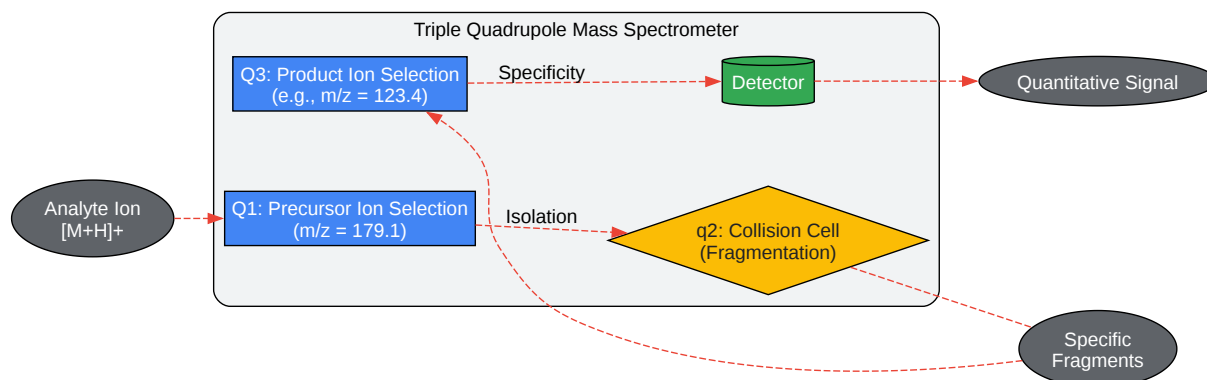 Triple Quadrupole Mass Spectrometer
Q3: Product Ion Selection
(e.g., m/z = 123.4)
Specificity
Detector
Quantitative Signal
Analyte Ion
[M+H]+
Q1: Precursor Ion Selection
(m/z = 179.1)
Isolation
q2: Collision Cell
(Fragmentation)
Specific
Fragments